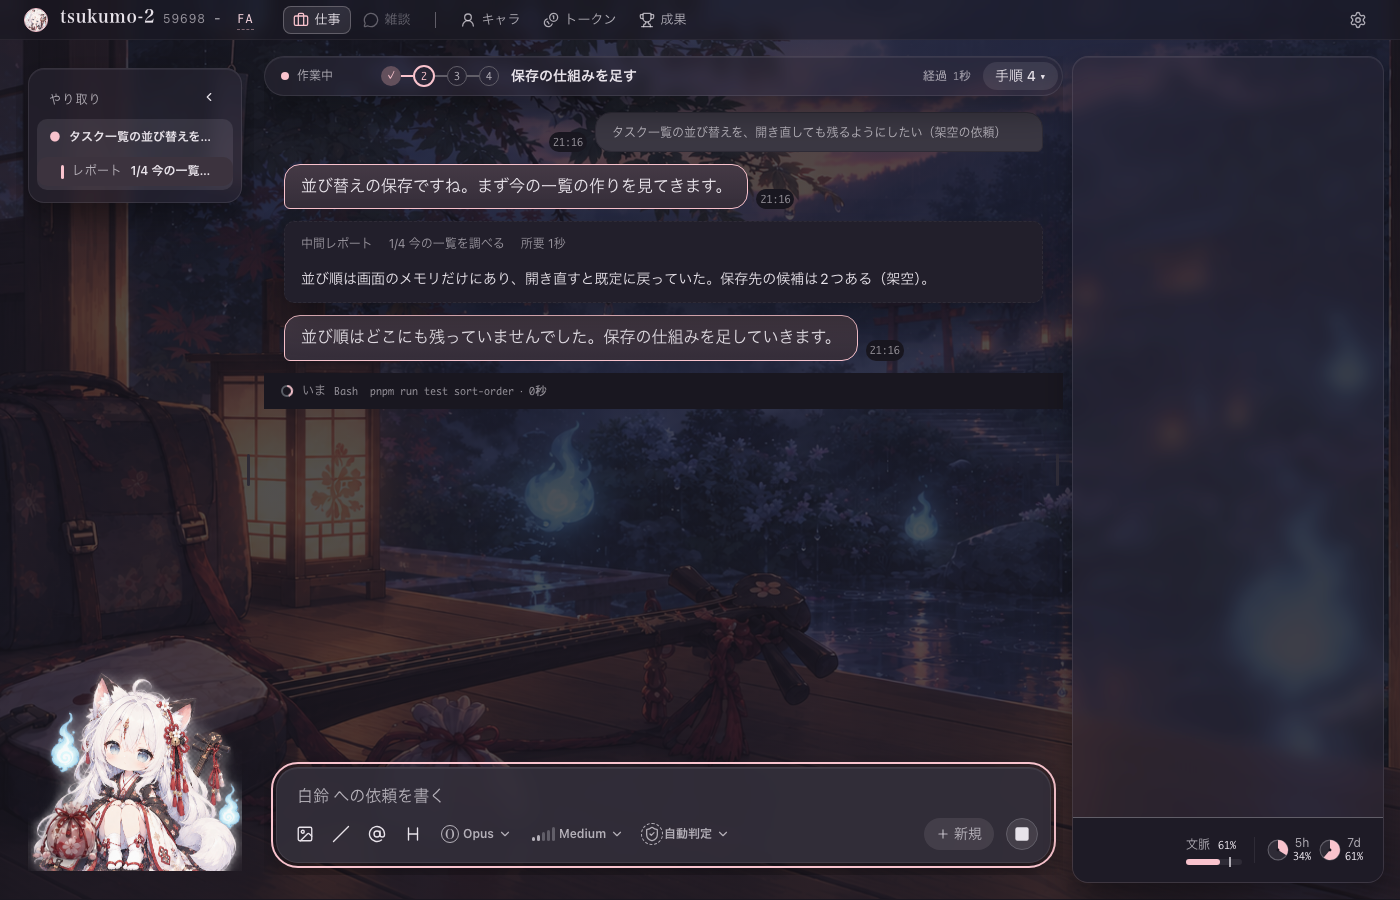 tsukumo-2 59698 - FA 仕事 雑談 キャラ トークン 成果
やり取り
タスク一覧の並び替えを...
レポート 1/4 今の一覧...
作業中 ✓ 2 3 4 保存の仕組みを足す 経過 1秒 手順 4
タスク一覧の並び替えを、開き直しても残るようにしたい（架空の依頼）
21:16
並び替えの保存ですね。まず今の一覧の作りを見てきます。
21:16
中間レポート 1/4 今の一覧を調べる 所要 1秒
並び順は画面のメモリだけにあり、開き直すと既定に戻っていた。保存先の候補は2つある（架空）。
並び順はどこにも残っていませんでした。保存の仕組みを足していきます。
21:16
いま Bash pnpm run test sort-order · 0秒
白鈴 への依頼を書く
Opus Medium 自動判定 + 新規
文脈 61% 5h 34% 7d 61%